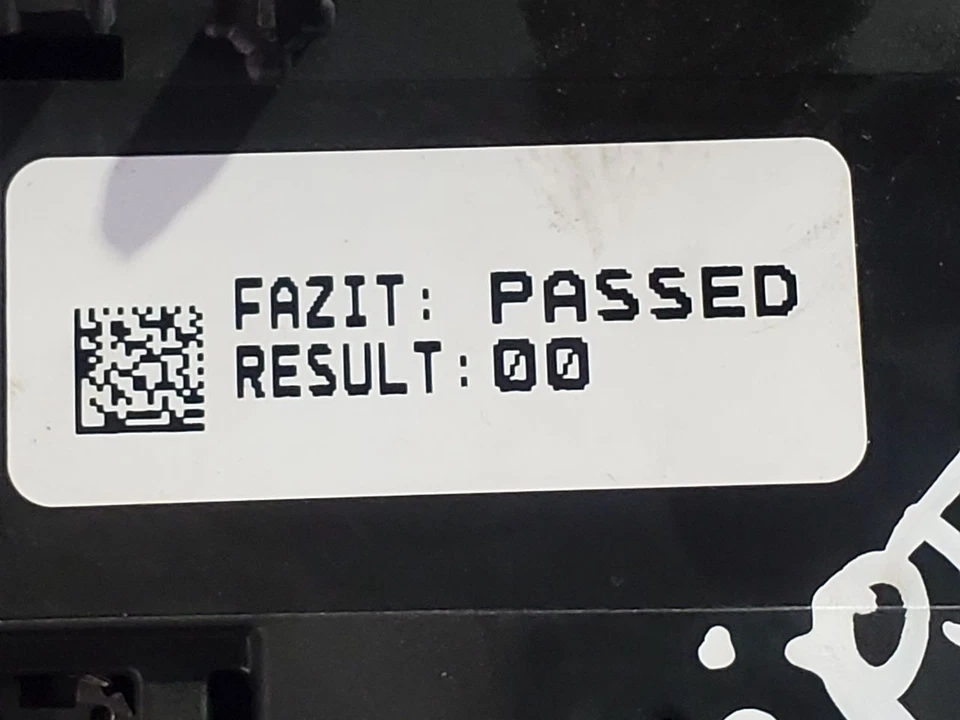 FAZIT: PASSED
RESULT:00